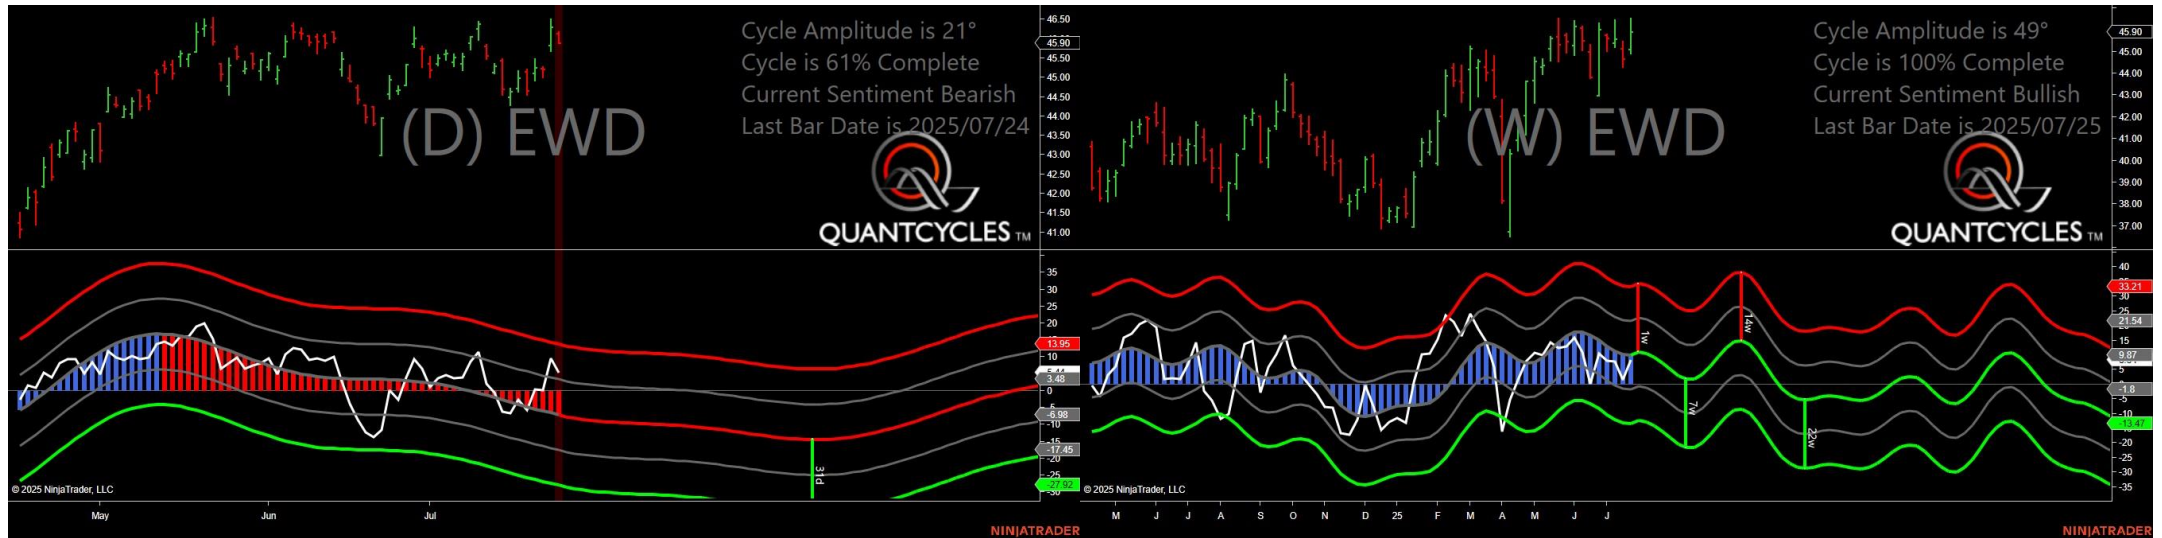 Cycle Amplitude is 21°
Cycle is 61% Complete
Current Sentiment Bearish
Last Bar Date is 2025/07/24
(D) EWD
QUANTCYCLES TM
46.50
45.90
45.50
45.00
44.50
44.00
43.50
43.00
42.50
42.00
41.50
41.00
35
30
25
20
13.95
10
3.48
0
-6.98
-10
-15
-17.45
-20
-25
-27.92
31d
© 2025 NinjaTrader, LLC
May Jun Jul
NINJATRADER
Cycle Amplitude is 49°
Cycle is 100% Complete
Current Sentiment Bullish
Last Bar Date is 2025/07/25
(W) EWD
QUANTCYCLES TM
45.90
45.00
44.00
43.00
42.00
41.00
40.00
39.00
38.00
37.00
40
33.21
30
21.54
15
9.87
5
-1.8
-5
-10
-13.47
-20
-25
-30
-35
1w
7w
14w
22w
© 2025 NinjaTrader, LLC
M J J A S O N D 25 F M A M J J
NINJATRADER